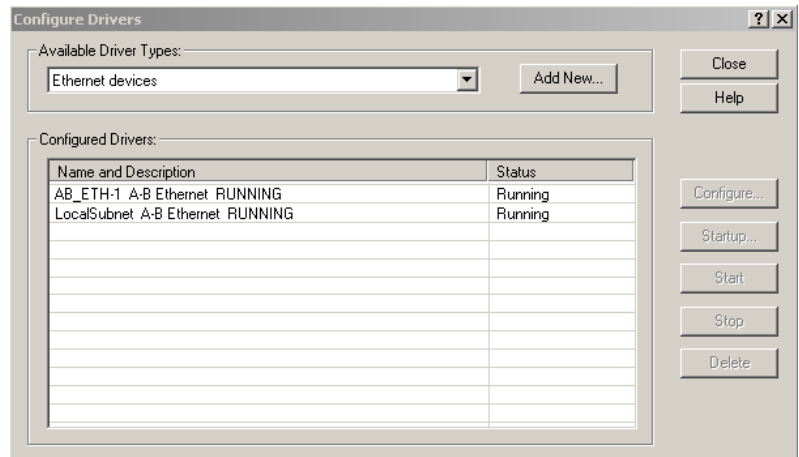 Configure Drivers
Available Driver Types:
Ethernet devices
Add New...
Close
Help
Configured Drivers:
Name and Description Status
AB_ETH-1 A-B Ethernet RUNNING Running
LocalSubnet A-B Ethernet RUNNING Running
Configure...
Startup...
Start
Stop
Delete